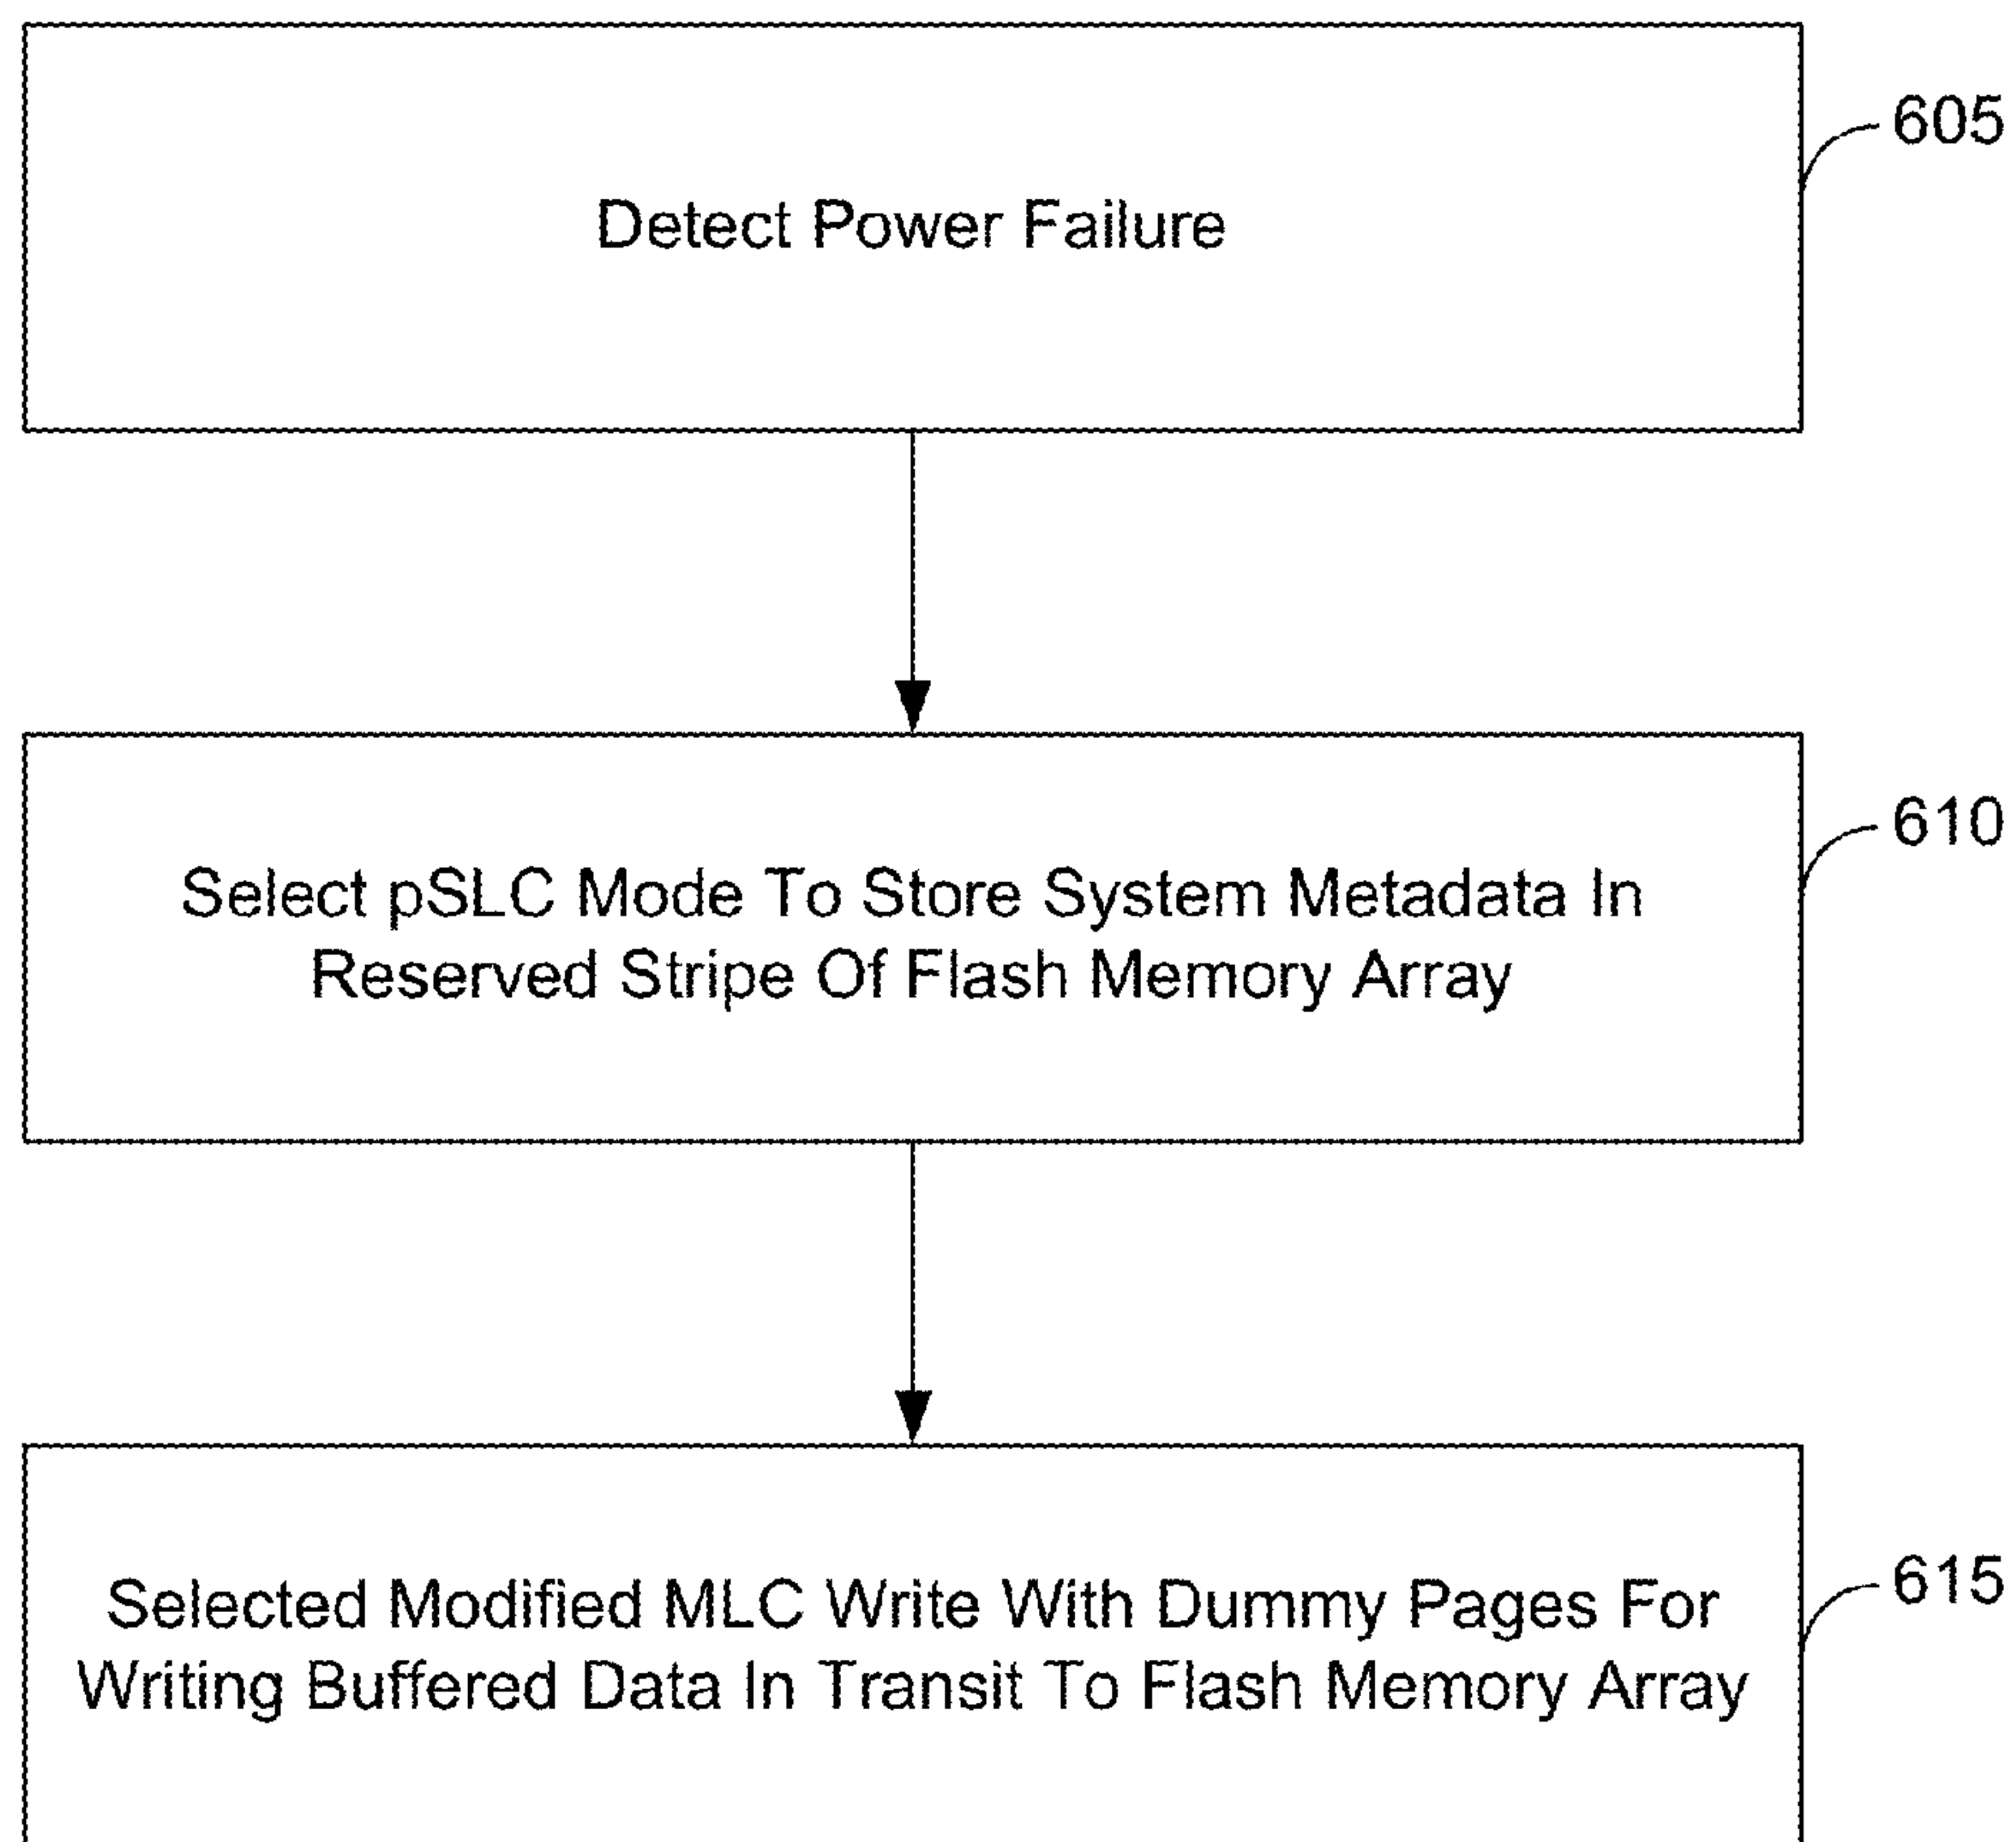 605
Detect Power Failure
610
Select pSLC Mode To Store System Metadata In
Reserved Stripe Of Flash Memory Array
615
Selected Modified MLC Write With Dummy Pages For
Writing Buffered Data In Transit To Flash Memory Array